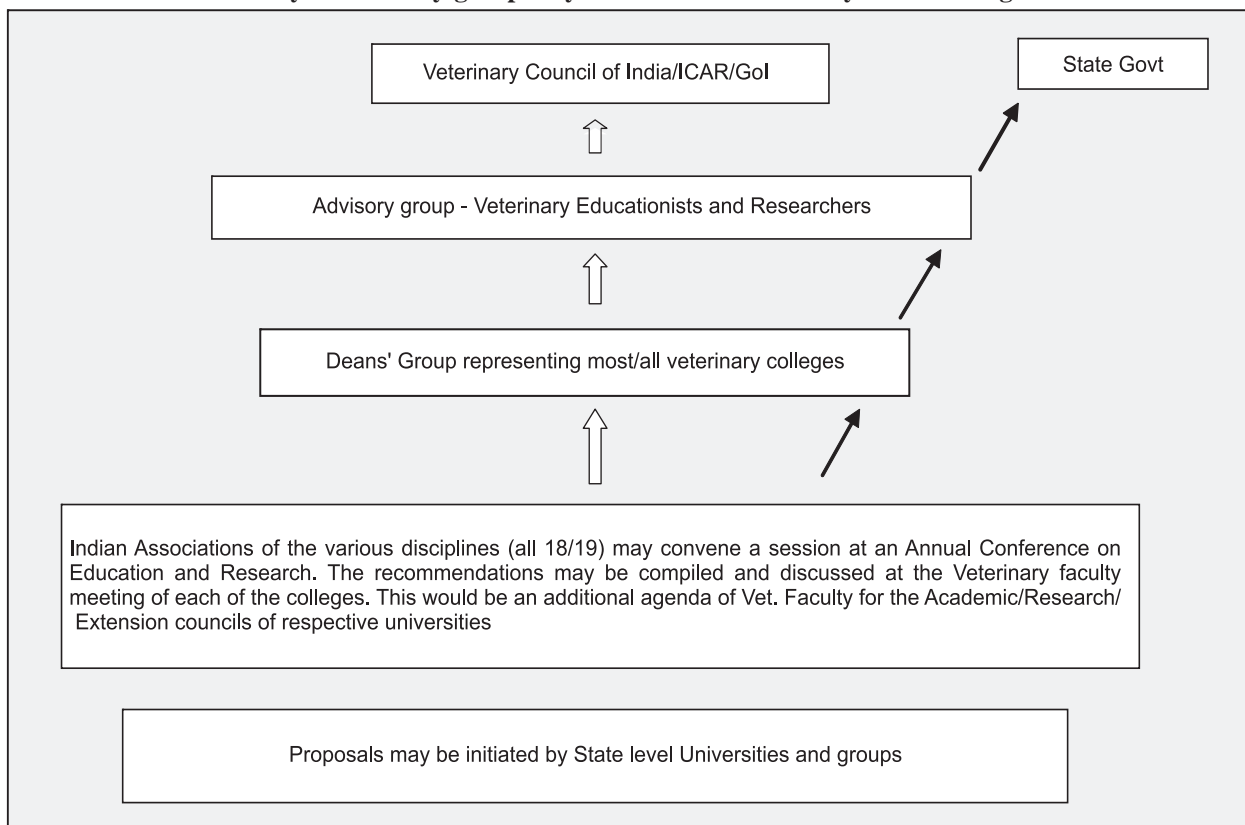 Veterinary Council of India/ICAR/GoI
State Govt
Advisory group - Veterinary Educationists and Researchers
Deans' Group representing most/all veterinary colleges
Indian Associations of the various disciplines (all 18/19) may convene a session at an Annual Conference on
Education and Research. The recommendations may be compiled and discussed at the Veterinary faculty
meeting of each of the colleges. This would be an additional agenda of Vet. Faculty for the Academic/Research/
Extension councils of respective universities
Proposals may be initiated by State level Universities and groups